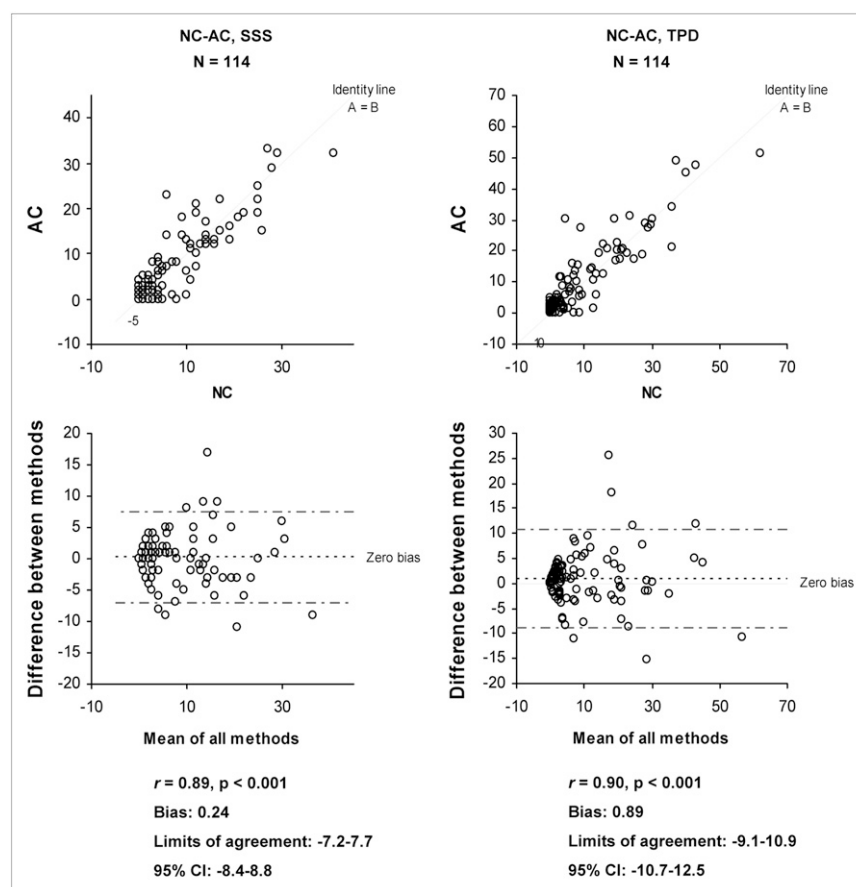 NC-AC, SSS
N = 114
Identity line
A = B
AC
40
30
20
10
0
-10
-5
-10
10
30
NC
NC-AC, TPD
N = 114
Identity line
A = B
AC
70
60
50
40
30
20
10
0
-10
-10
10
30
50
70
NC
Difference between methods
20
15
10
5
0
-5
-10
-15
-20
Zero bias
-10
10
30
Mean of all methods
r = 0.89, p < 0.001
Bias: 0.24
Limits of agreement: -7.2-7.7
95% CI: -8.4-8.8
Difference between methods
30
25
20
15
10
5
0
-5
-10
-15
-20
Zero bias
-10
10
30
50
70
Mean of all methods
r = 0.90, p < 0.001
Bias: 0.89
Limits of agreement: -9.1-10.9
95% CI: -10.7-12.5